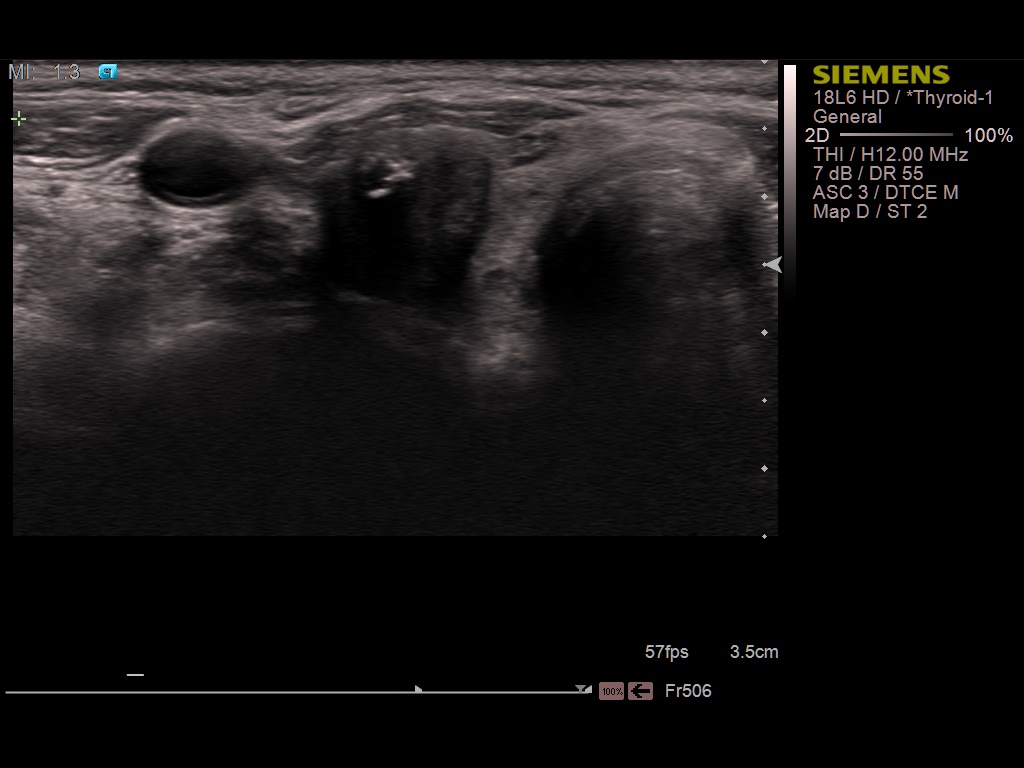 MI: 1.3
SIEMENS
18L6 HD / *Thyroid-1
General
2D 100%
THI / H12.00 MHz
7 dB / DR 55
ASC 3 / DTCE M
Map D / ST 2
57fps 3.5cm
100% Fr506